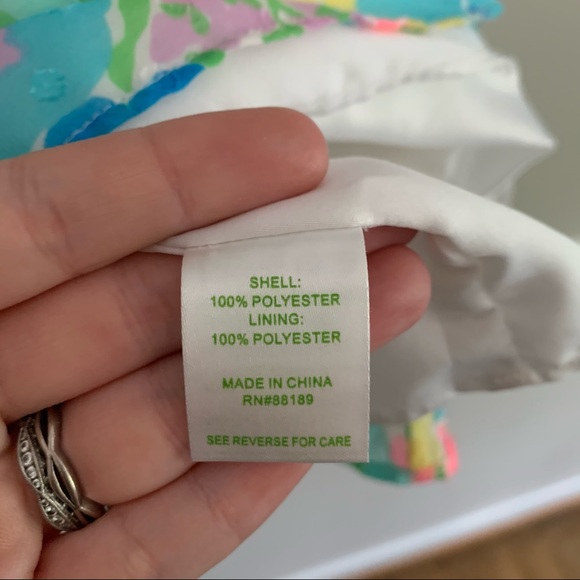 SHELL:
100% POLYESTER
LINING:
100% POLYESTER
MADE IN CHINA
RN#88189
SEE REVERSE FOR CARE